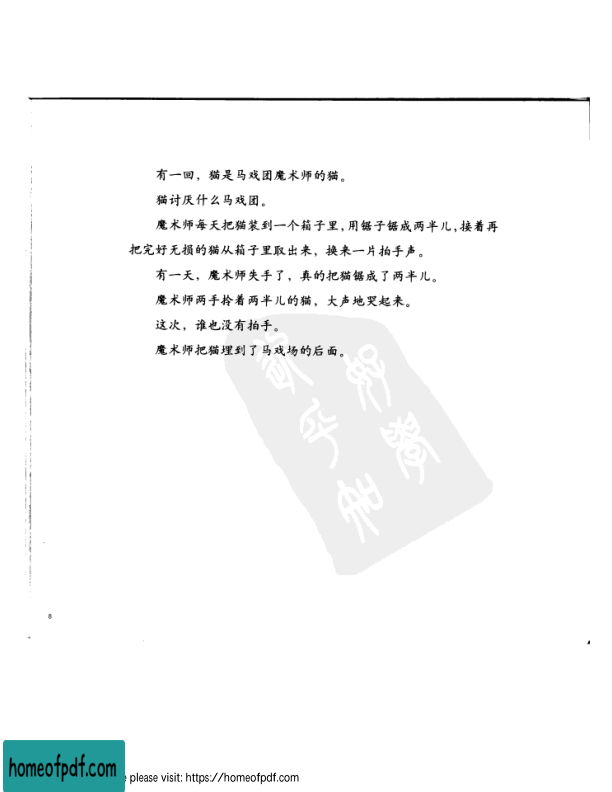 有一回，猫是马戏团魔术师的猫。
猫讨厌什么马戏团。
魔术师每天把猫装到一个箱子里，用锯子锯成两半儿，接着再
把完好无损的猫从箱子里取出来，换来一片拍手声。
有一天，魔术师失手了，真的把猫锯成了两半儿。
魔术师两手拎着两半儿的猫，大声地哭起来。
这次，谁也没有拍手。
魔术师把猫埋到了马戏场的后面。
好学
8
homeofpdf.com
please visit: https://homeofpdf.com